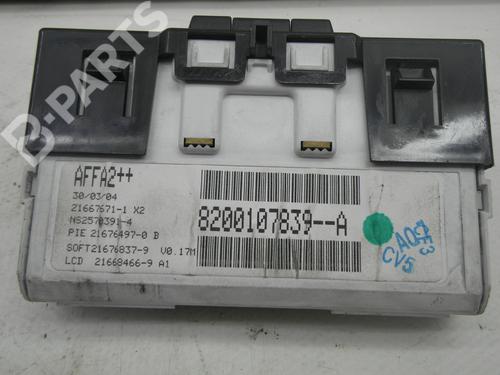 B-PARTS
AFFA2++
30/03/04
21667671-1 X2
NS2570391-4
PIE 21676497-0 B
SOFT21676837-9 V0.17M
LCD 21668466-9 A1
8200107839--A
CV5